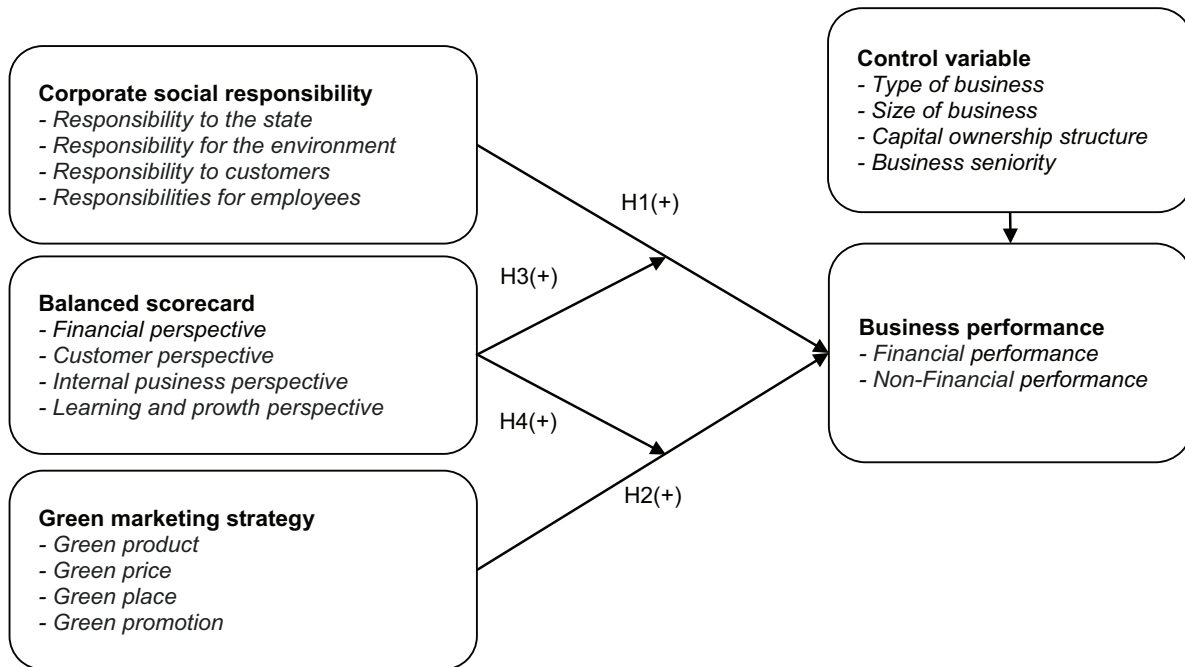 Corporate social responsibility
- Responsibility to the state
- Responsibility for the environment
- Responsibility to customers
- Responsibilities for employees
Balanced scorecard
- Financial perspective
- Customer perspective
- Internal pusiness perspective
- Learning and growth perspective
Green marketing strategy
- Green product
- Green price
- Green place
- Green promotion
H1(+)
H3(+)
H4(+)
H2(+)
Control variable
- Type of business
- Size of business
- Capital ownership structure
- Business seniority
Business performance
- Financial performance
- Non-Financial performance